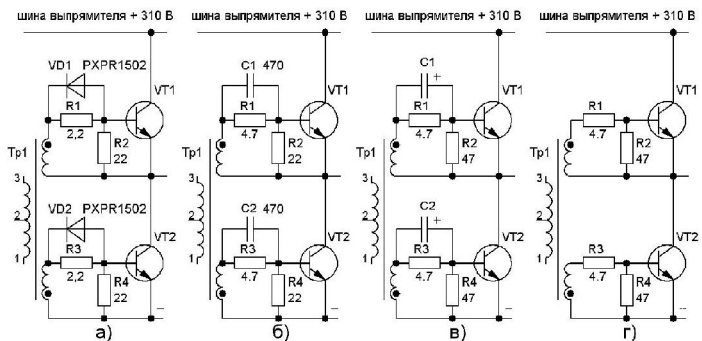 шина выпрямителя + 310 В
VD1 PXPR1502
VT1
R1
2,2
R2
22
Тр1
3
2
1
VD2 PXPR1502
VT2
R3
2,2
R4
22
–
а)
шина выпрямителя + 310 В
C1 470
VT1
R1
4.7
R2
22
Тр1
3
2
1
C2 470
VT2
R3
4.7
R4
22
–
б)
шина выпрямителя + 310 В
C1
+
VT1
R1
4.7
R2
47
Тр1
3
2
1
C2
+
VT2
R3
4.7
R4
47
–
в)
шина выпрямителя + 310 В
VT1
R1
4.7
R2
47
Тр1
3
2
1
VT2
R3
4.7
R4
47
–
г)